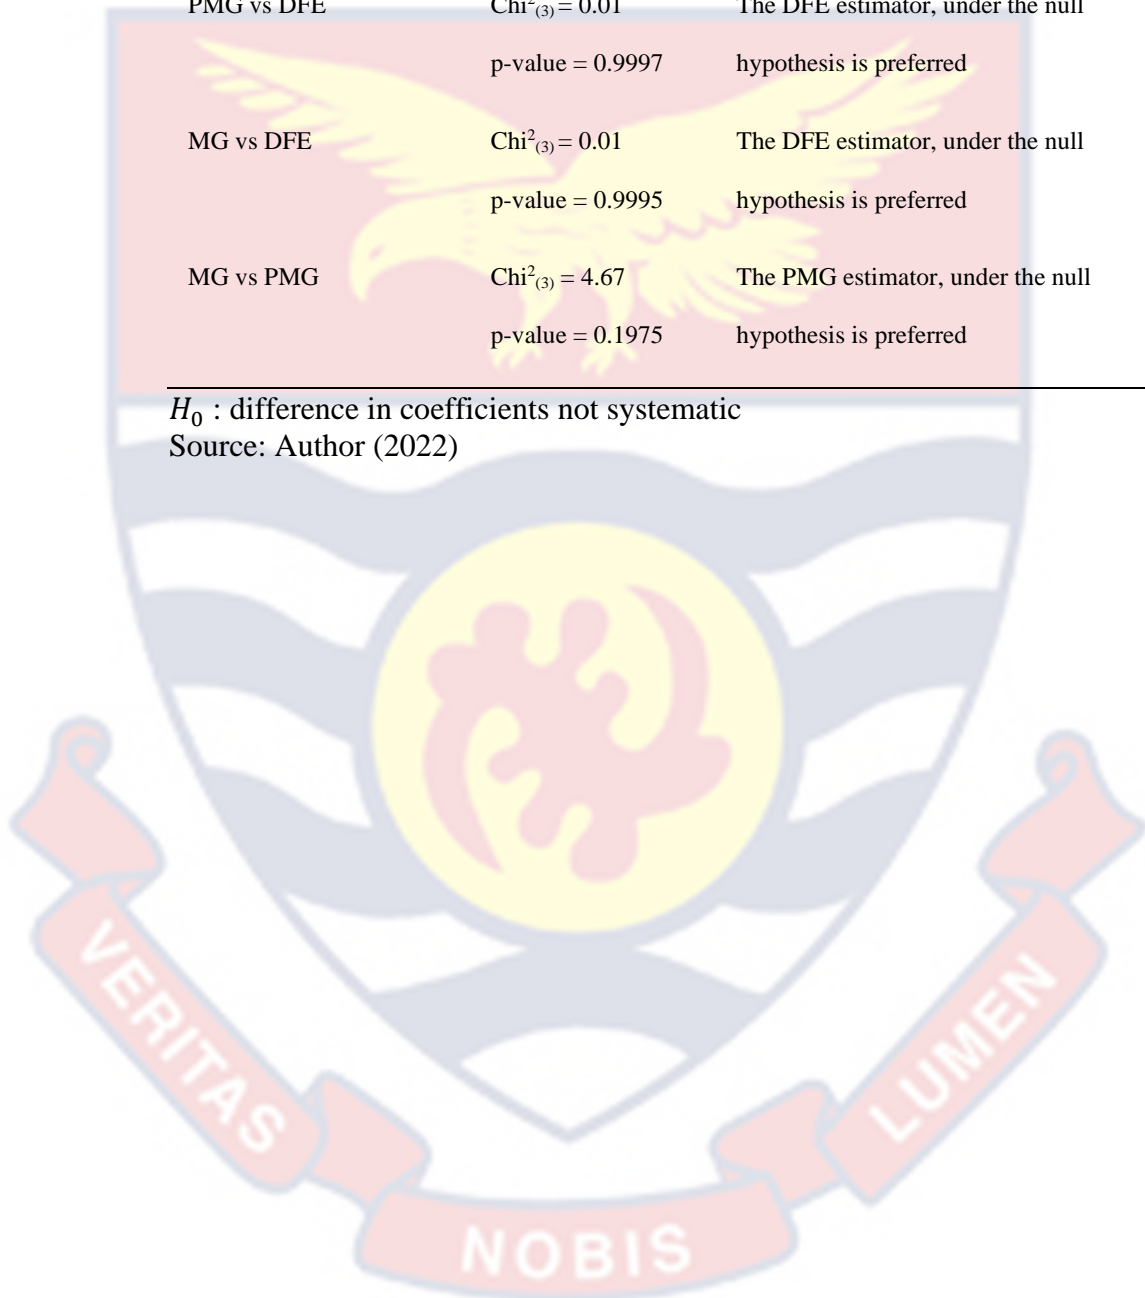 PMG vs DFE Chi²₍₃₎ = 0.01 The DFE estimator, under the null
p-value = 0.9997 hypothesis is preferred
MG vs DFE Chi²₍₃₎ = 0.01 The DFE estimator, under the null
p-value = 0.9995 hypothesis is preferred
MG vs PMG Chi²₍₃₎ = 4.67 The PMG estimator, under the null
p-value = 0.1975 hypothesis is preferred
H₀ : difference in coefficients not systematic
Source: Author (2022)
VERITAS
NOBIS
LUMEN